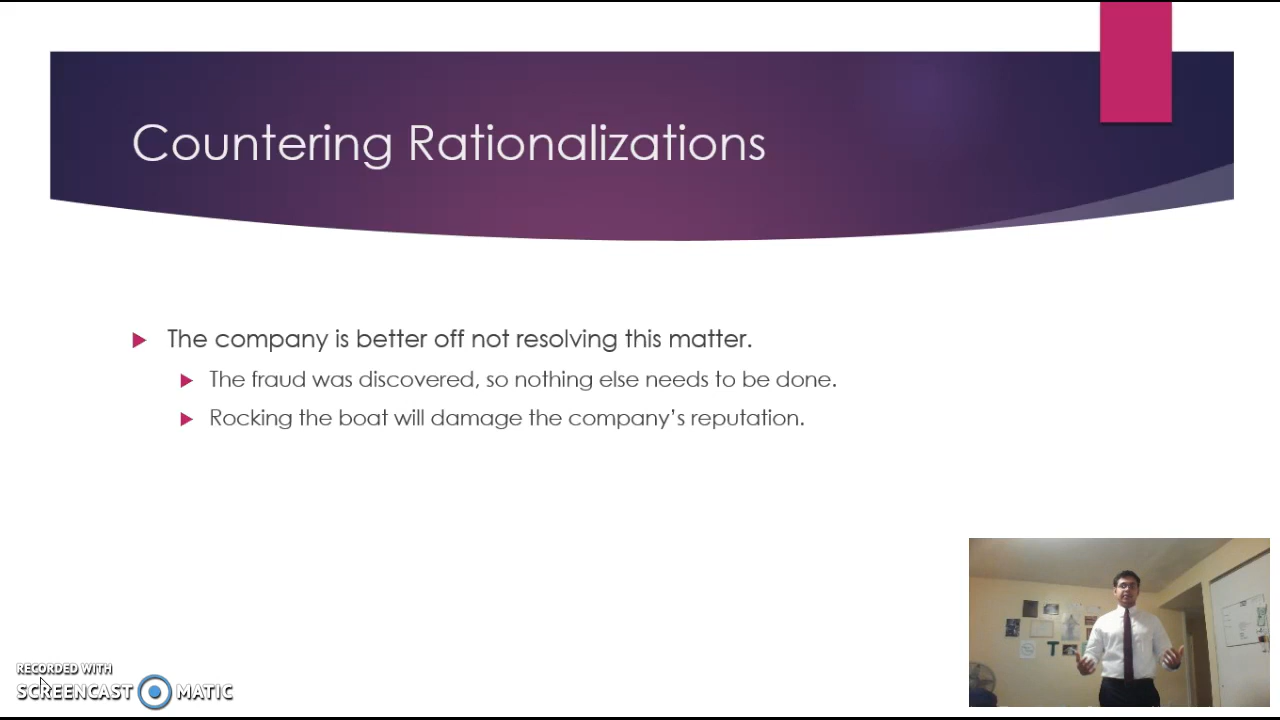 Countering Rationalizations
The company is better off not resolving this matter.
The fraud was discovered, so nothing else needs to be done.
Rocking the boat will damage the company's reputation.
RECORDED WITH
SCREENCAST MATIC